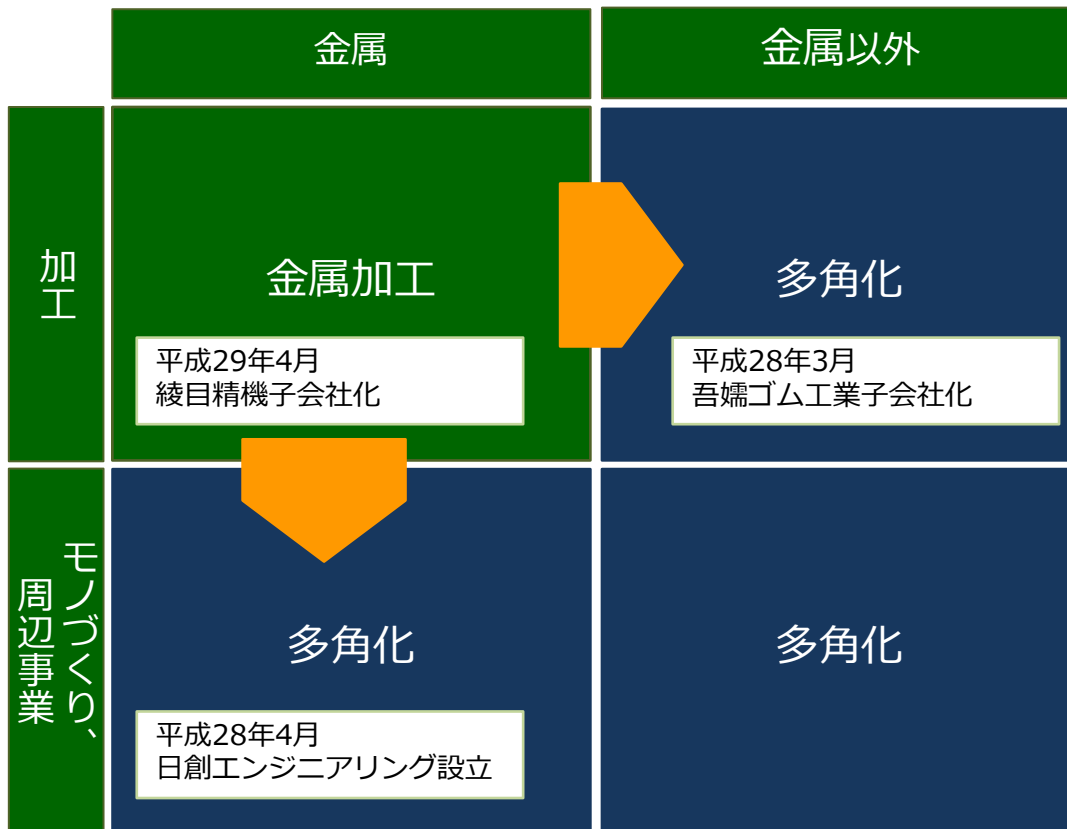 金属
金属以外
加工
金属加工
平成29年4月
綾目精機子会社化
多角化
平成28年3月
吾嬬ゴム工業子会社化
モノづくり、
周辺事業
多角化
平成28年4月
日創エンジニアリング設立
多角化